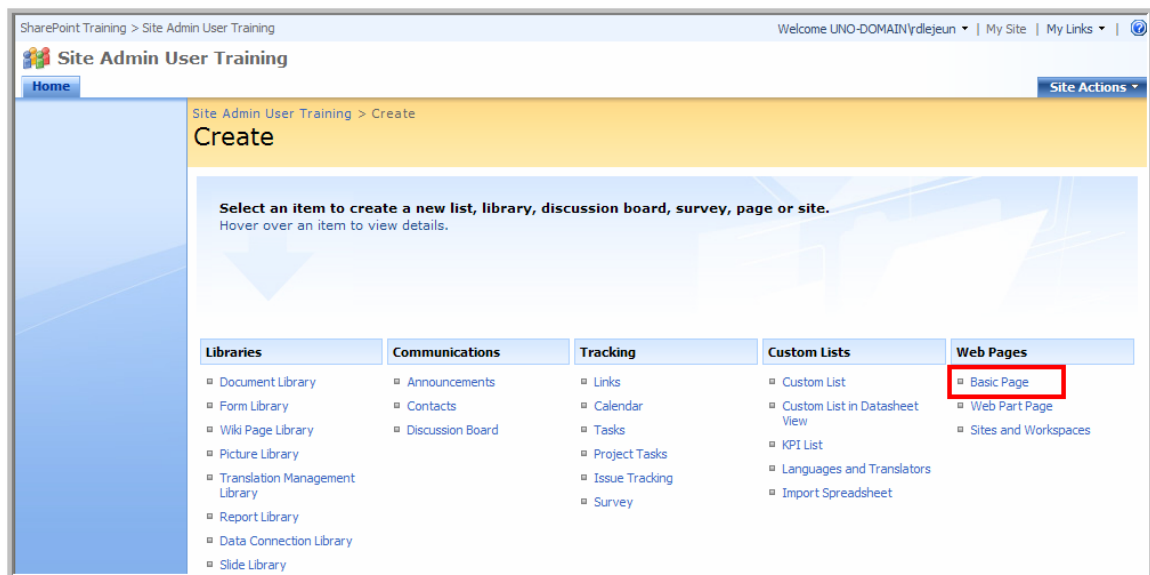 SharePoint Training > Site Admin User Training
Welcome UNO-DOMAIN\rdlejeun ▾ | My Site | My Links ▾ |
Site Admin User Training
Home
Site Actions ▾
Site Admin User Training > Create
Create
Select an item to create a new list, library, discussion board, survey, page or site.
Hover over an item to view details.
Libraries
Document Library
Form Library
Wiki Page Library
Picture Library
Translation Management
Library
Report Library
Data Connection Library
Slide Library
Communications
Announcements
Contacts
Discussion Board
Tracking
Links
Calendar
Tasks
Project Tasks
Issue Tracking
Survey
Custom Lists
Custom List
Custom List in Datasheet
View
KPI List
Languages and Translators
Import Spreadsheet
Web Pages
Basic Page
Web Part Page
Sites and Workspaces